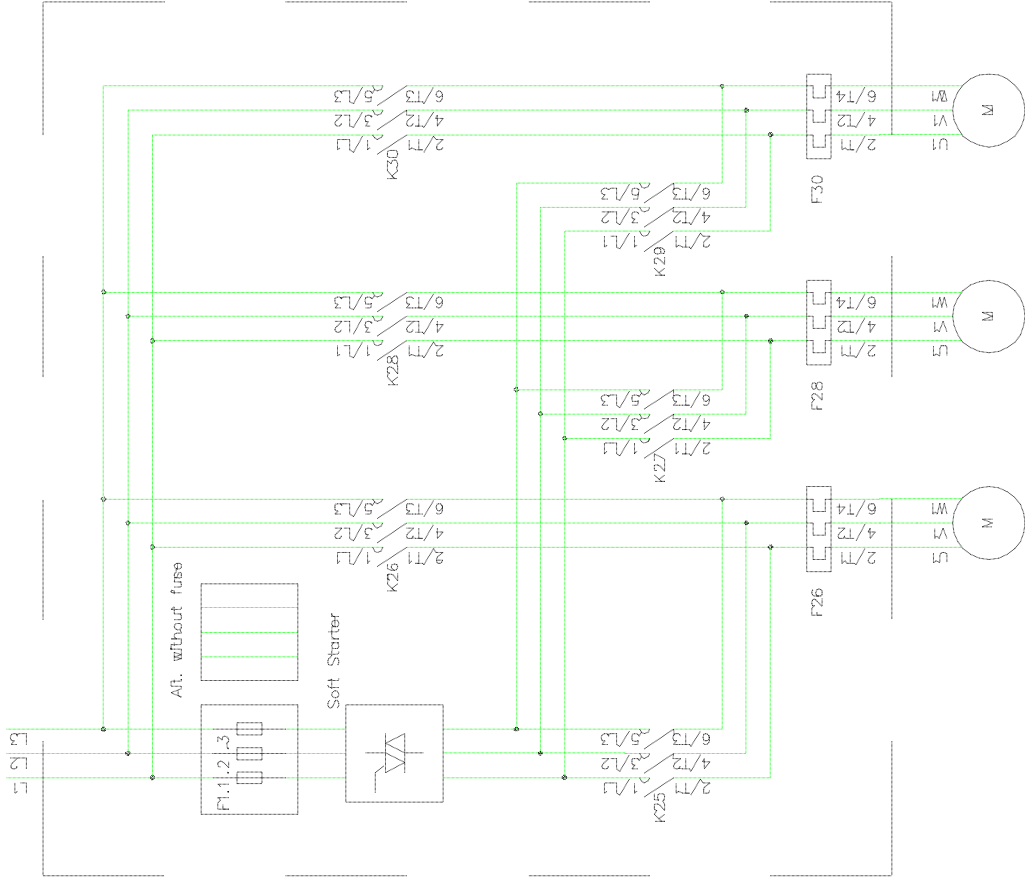 5/L3 6/T3 6/T4 W1
3/L2 4/T2 4/T2 V1 M
1/L1 2/T1 2/T1 U1
K30
F30
5/L3 6/T3
3/L2 4/T2
1/L1 2/T1
K29
5/L3 6/T3 6/T4 W1
3/L2 4/T2 4/T2 V1 M
1/L1 2/T1 2/T1 U1
K28
F28
5/L3 6/T3
3/L2 4/T2
1/L1 2/T1
K27
5/L3 6/T3 6/T4 W1
3/L2 4/T2 4/T2 V1 M
1/L1 2/T1 2/T1 U1
K26
F26
Alt. without fuse
Soft Starter
L3
L2
L1
F1.1 .2 .3
5/L3 6/T3
3/L2 4/T2
1/L1 2/T1
K25